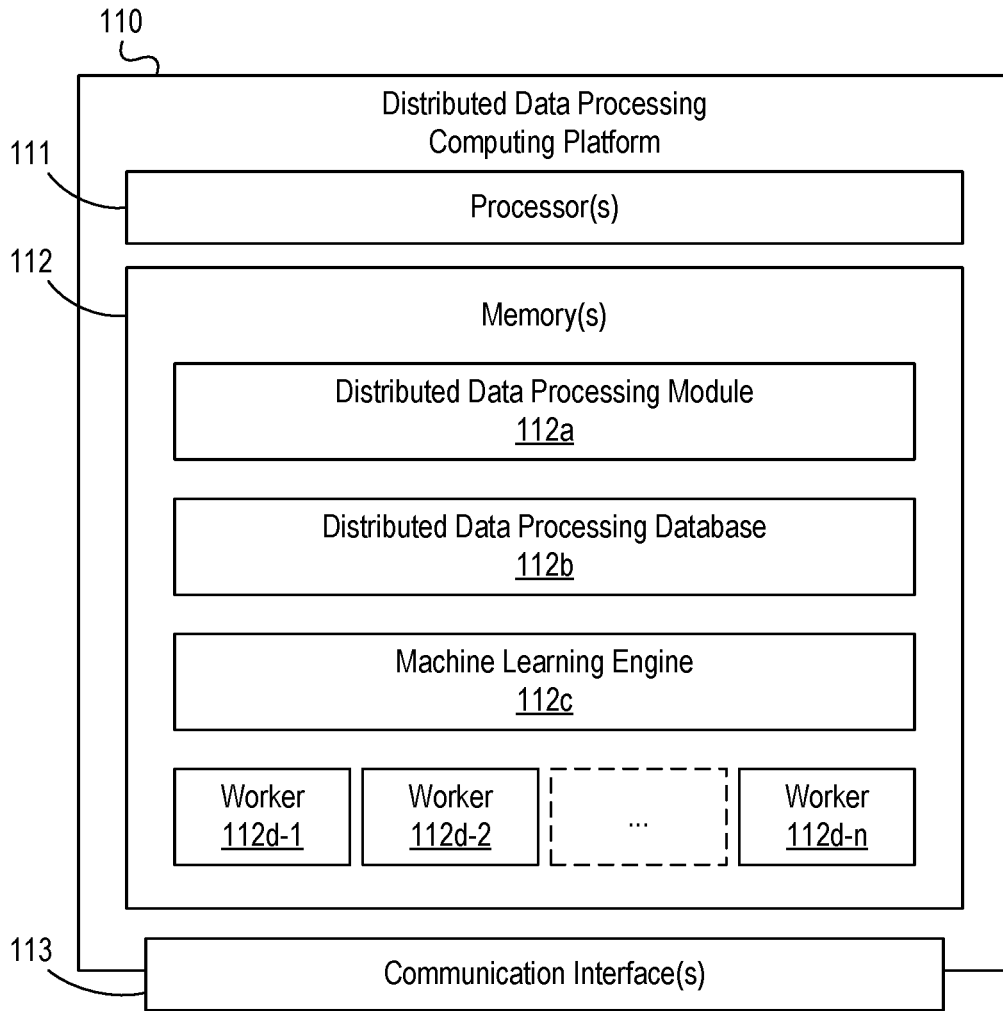 110
Distributed Data Processing
Computing Platform
111
Processor(s)
112
Memory(s)
Distributed Data Processing Module
112a
Distributed Data Processing Database
112b
Machine Learning Engine
112c
Worker
112d-1
Worker
112d-2
...
Worker
112d-n
113
Communication Interface(s)